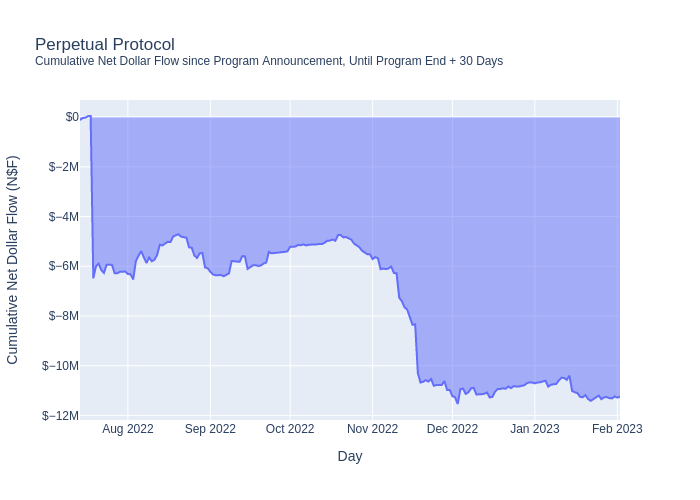 Perpetual Protocol
Cumulative Net Dollar Flow since Program Announcement, Until Program End + 30 Days
Cumulative Net Dollar Flow (N$F)
$0
$−2M
$−4M
$−6M
$−8M
$−10M
$−12M
Aug 2022 Sep 2022 Oct 2022 Nov 2022 Dec 2022 Jan 2023 Feb 2023
Day